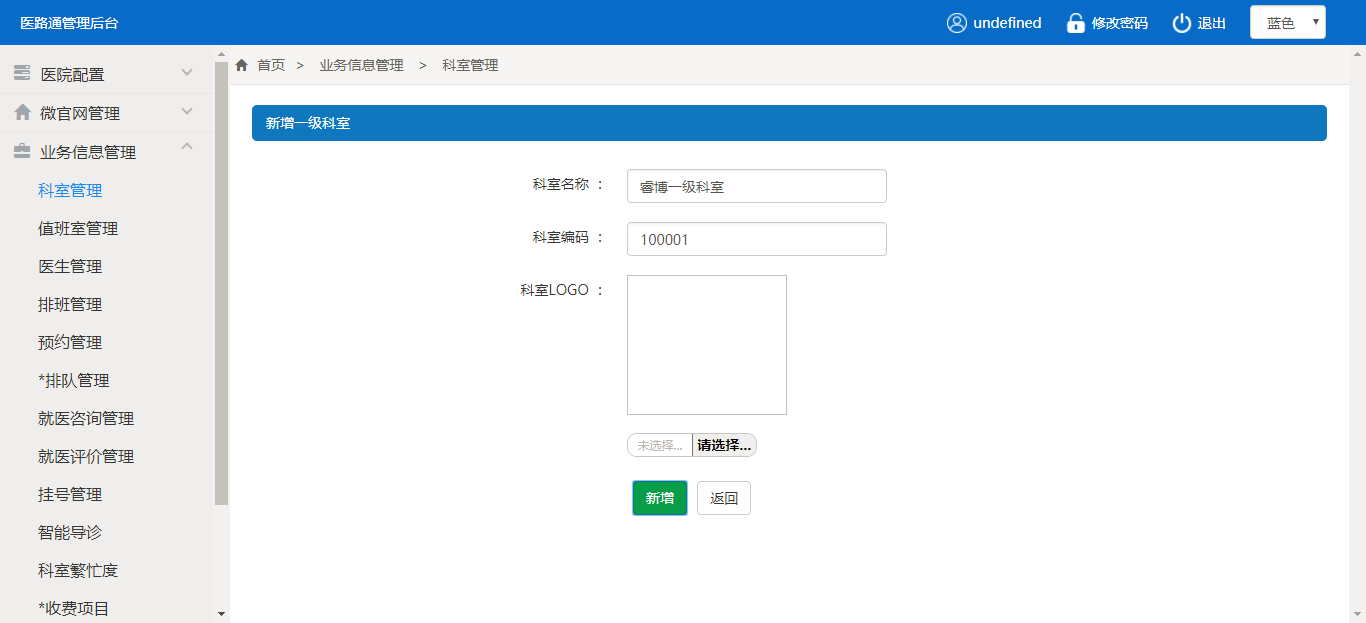 医路通管理后台
undefined
修改密码
退出
蓝色
医院配置
微官网管理
业务信息管理
科室管理
值班室管理
医生管理
排班管理
预约管理
*排队管理
就医咨询管理
就医评价管理
挂号管理
智能导诊
科室繁忙度
*收费项目
首页 > 业务信息管理 > 科室管理
新增一级科室
科室名称 ： 睿博一级科室
科室编码 ： 100001
科室LOGO ：
未选择... 请选择...
新增 返回